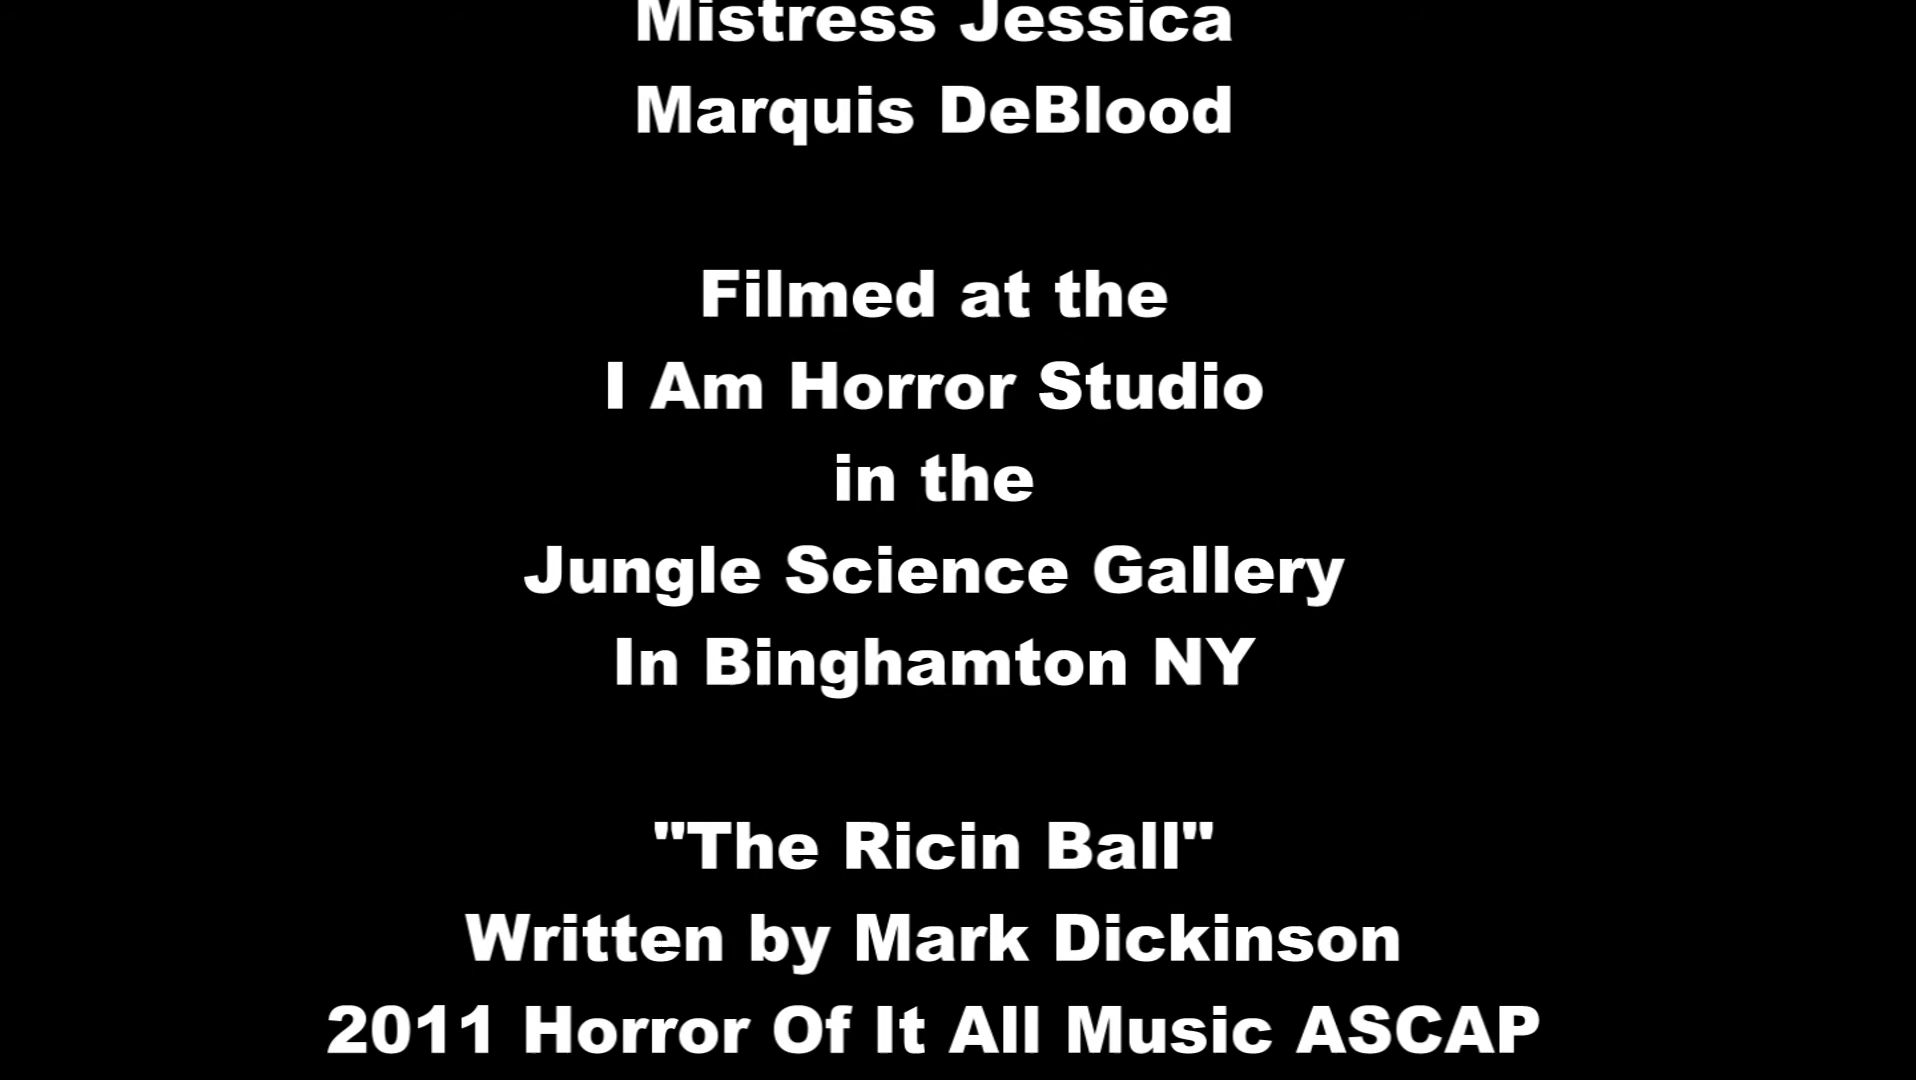 Mistress Jessica
Marquis DeBlood
Filmed at the
I Am Horror Studio
in the
Jungle Science Gallery
In Binghamton NY
"The Ricin Ball"
Written by Mark Dickinson
2011 Horror Of It All Music ASCAP